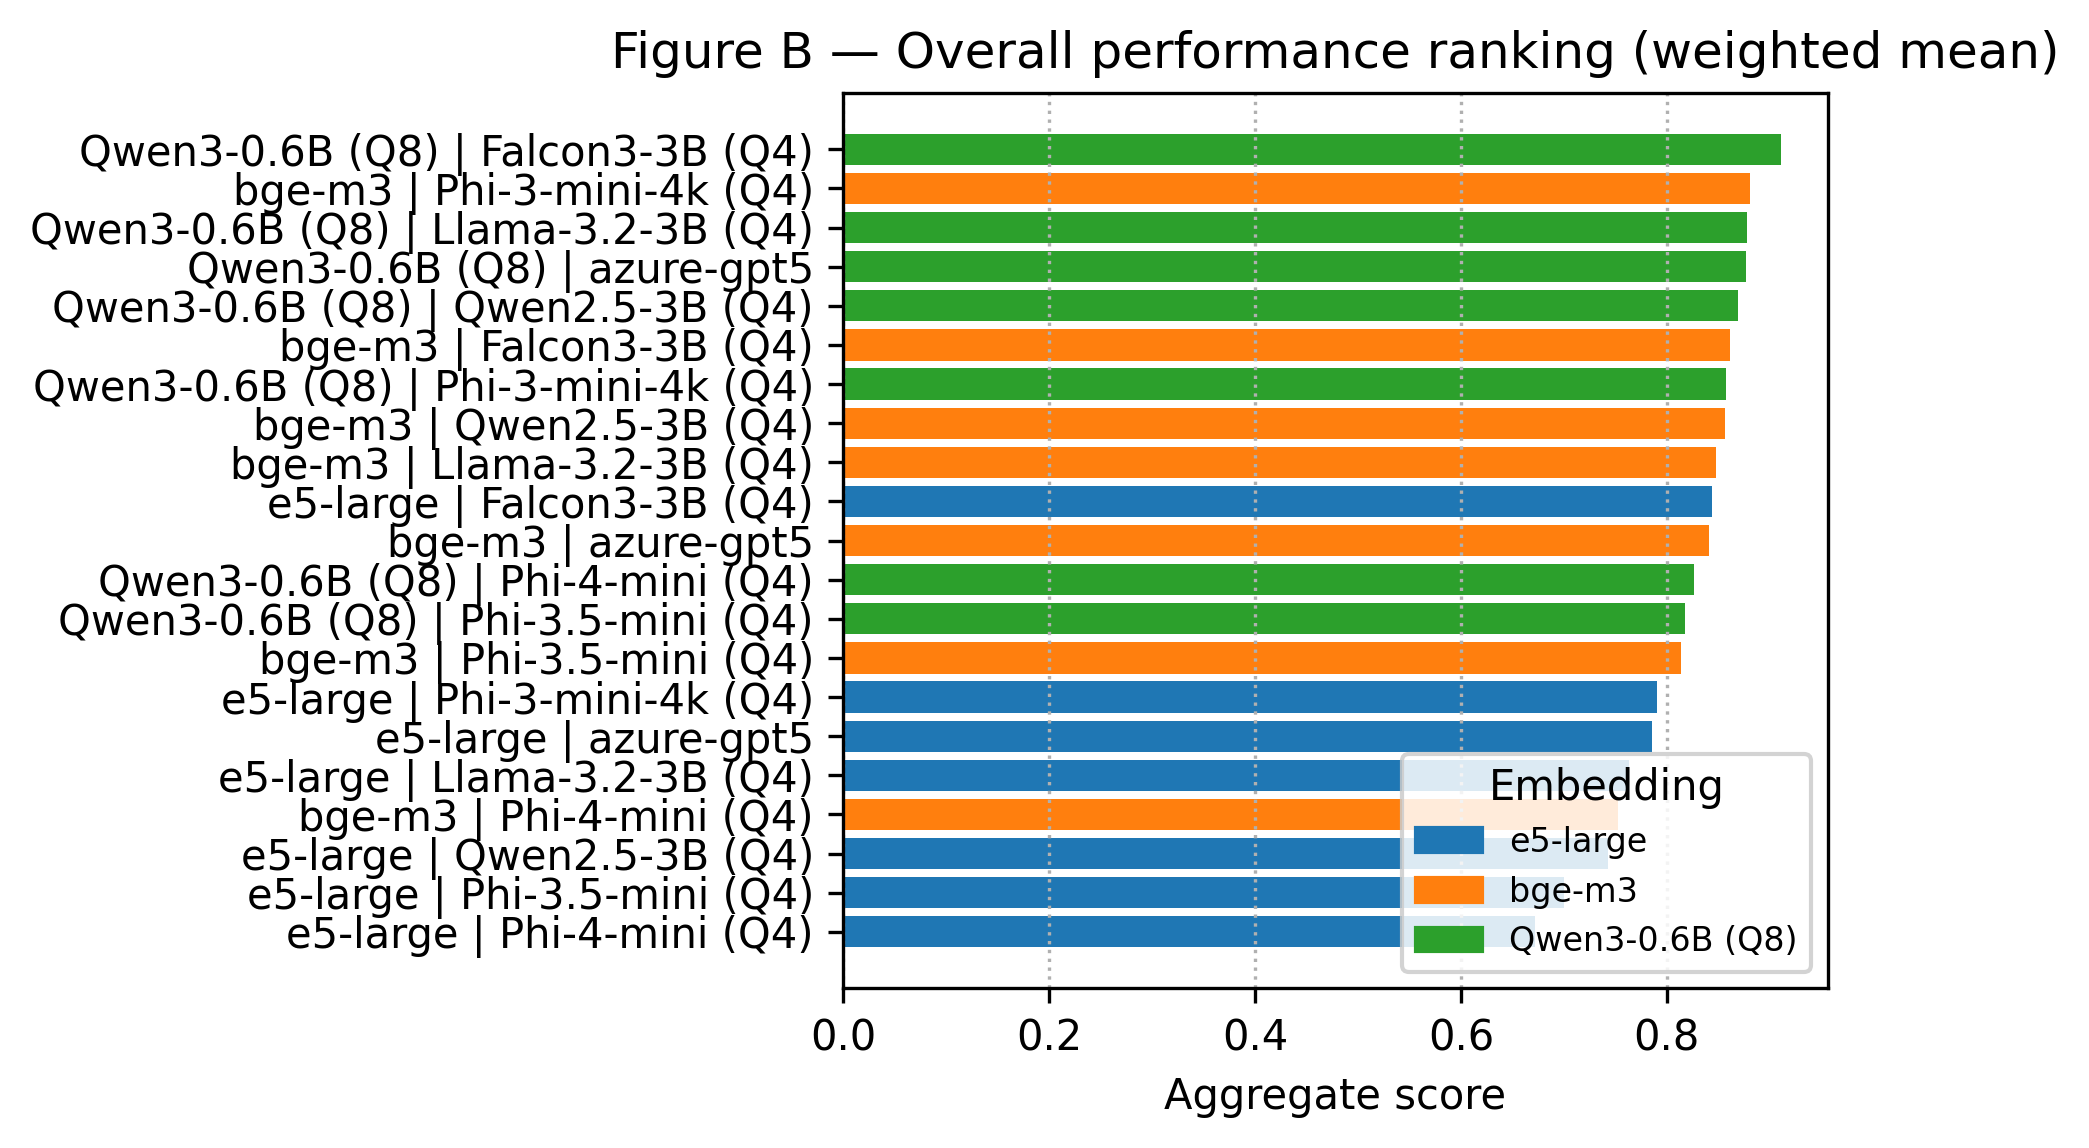 Figure B — Overall performance ranking (weighted mean)
Qwen3-0.6B (Q8) | Falcon3-3B (Q4)
bge-m3 | Phi-3-mini-4k (Q4)
Qwen3-0.6B (Q8) | Llama-3.2-3B (Q4)
Qwen3-0.6B (Q8) | azure-gpt5
Qwen3-0.6B (Q8) | Qwen2.5-3B (Q4)
bge-m3 | Falcon3-3B (Q4)
Qwen3-0.6B (Q8) | Phi-3-mini-4k (Q4)
bge-m3 | Qwen2.5-3B (Q4)
bge-m3 | Llama-3.2-3B (Q4)
e5-large | Falcon3-3B (Q4)
bge-m3 | azure-gpt5
Qwen3-0.6B (Q8) | Phi-4-mini (Q4)
Qwen3-0.6B (Q8) | Phi-3.5-mini (Q4)
bge-m3 | Phi-3.5-mini (Q4)
e5-large | Phi-3-mini-4k (Q4)
e5-large | azure-gpt5
e5-large | Llama-3.2-3B (Q4)
bge-m3 | Phi-4-mini (Q4)
e5-large | Qwen2.5-3B (Q4)
e5-large | Phi-3.5-mini (Q4)
e5-large | Phi-4-mini (Q4)
Embedding
e5-large
bge-m3
Qwen3-0.6B (Q8)
0.0 0.2 0.4 0.6 0.8
Aggregate score